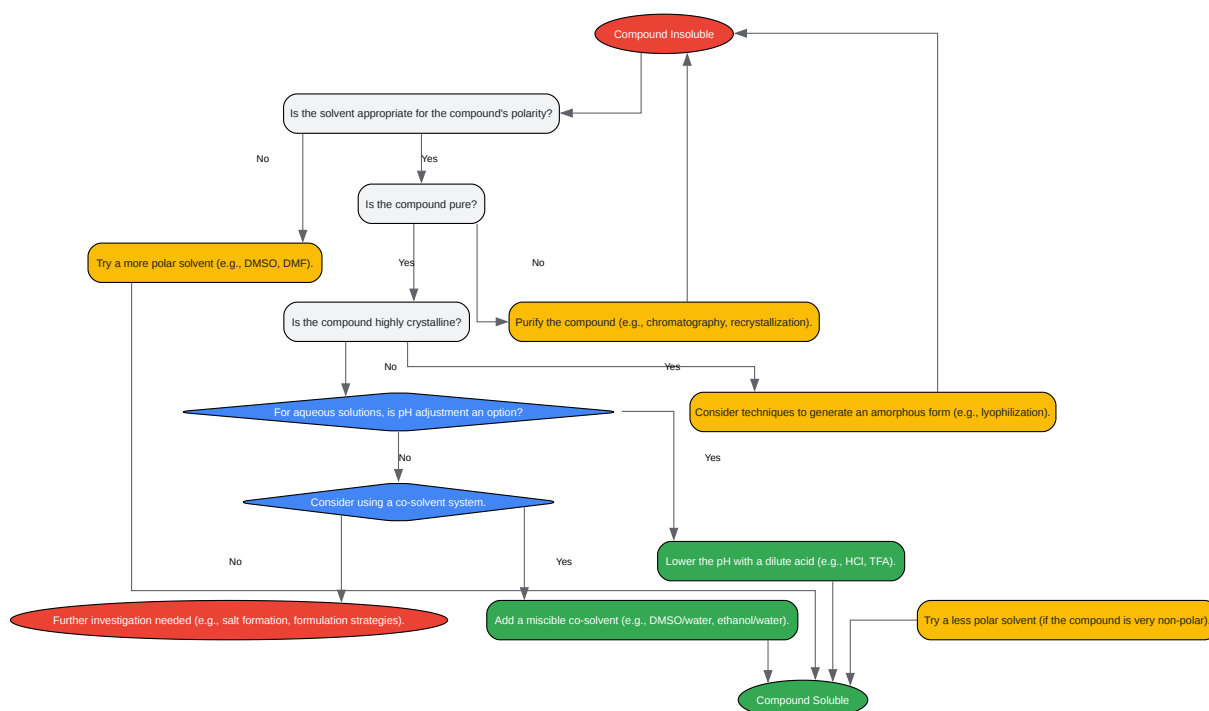 Compound Insoluble
Is the solvent appropriate for the compound's polarity?
No
Yes
Is the compound pure?
Try a more polar solvent (e.g., DMSO, DMF).
Yes
No
Is the compound highly crystalline?
Purify the compound (e.g., chromatography, recrystallization).
No
Yes
For aqueous solutions, is pH adjustment an option?
Consider techniques to generate an amorphous form (e.g., lyophilization).
No
Yes
Consider using a co-solvent system.
No
Yes
Lower the pH with a dilute acid (e.g., HCl, TFA).
Further investigation needed (e.g., salt formation, formulation strategies).
Add a miscible co-solvent (e.g., DMSO/water, ethanol/water).
Try a less polar solvent (if the compound is very non-polar).
Compound Soluble